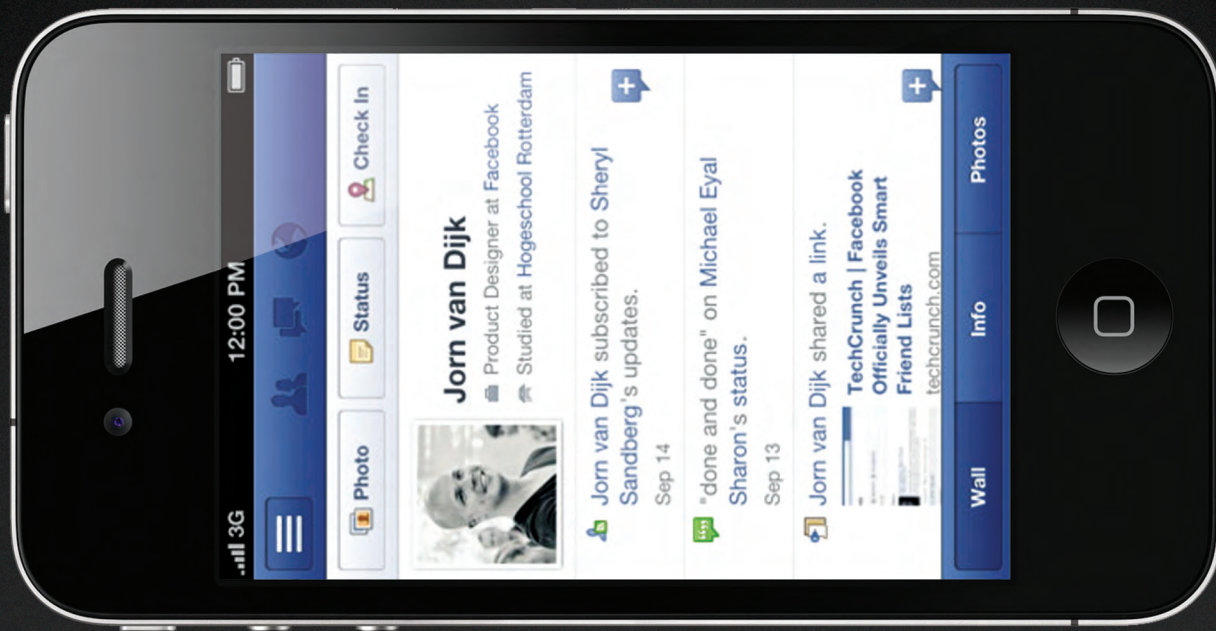 3G 12:00 PM
Photo Status Check In
Jorn van Dijk
Product Designer at Facebook
Studied at Hogeschool Rotterdam
Jorn van Dijk subscribed to Sheryl
Sandberg's updates.
Sep 14
"done and done" on Michael Eyal
Sharon's status.
Sep 13
Jorn van Dijk shared a link.
TechCrunch | Facebook
Officially Unveils Smart
Friend Lists
techcrunch.com
Wall Info Photos